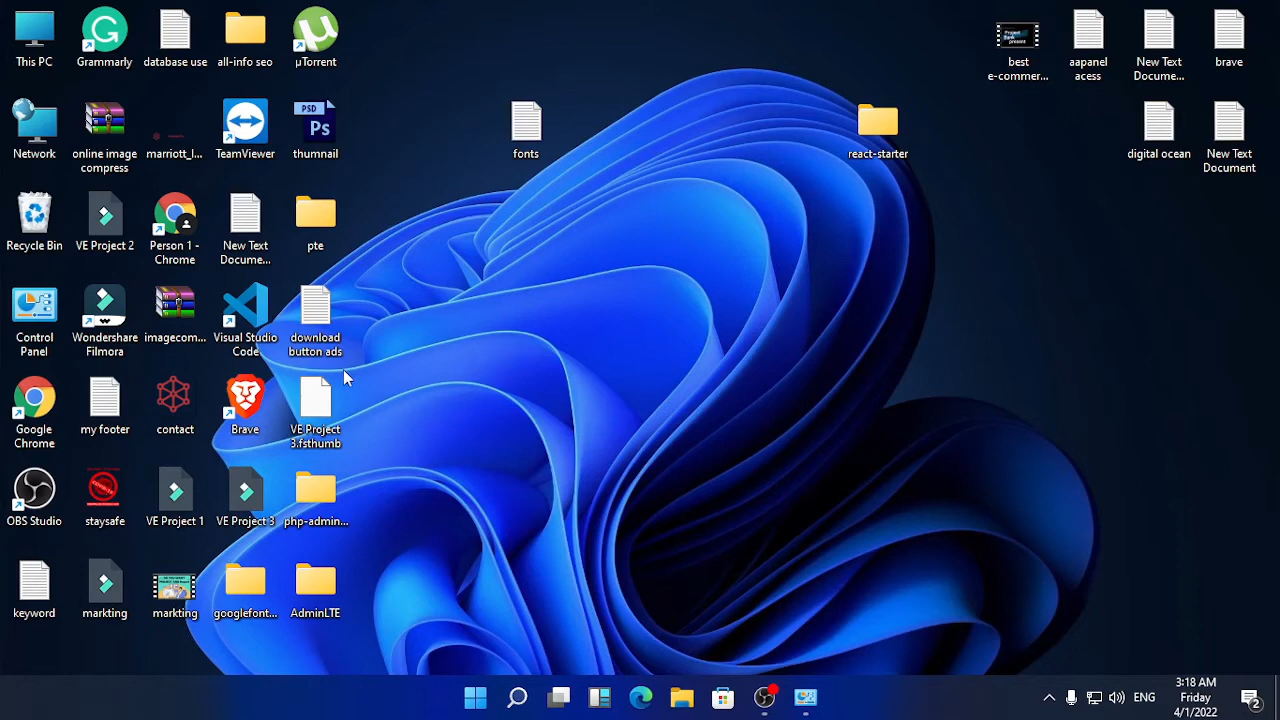 This PC
Grammarly
database use
all-info seo
µTorrent
best
e-commer...
aapanel
acess
New Text
Docume...
brave
PSD
Ps
Network
online image
compress
marriott_l...
TeamViewer
thumnail
fonts
react-starter
digital ocean
New Text
Document
Recycle Bin
VE Project 2
Person 1 -
Chrome
New Text
Docume...
pte
Control
Panel
Wondershare
Filmora
imagecom...
Visual Studio
Code
download
button ads
Google
Chrome
my footer
contact
Brave
VE Project
3.fsthumb
OBS Studio
staysafe
VE Project 1
VE Project 3
php-admin...
keyword
markting
markting
googlefont...
AdminLTE
ENG
3:18 AM
Friday
4/1/2022
2